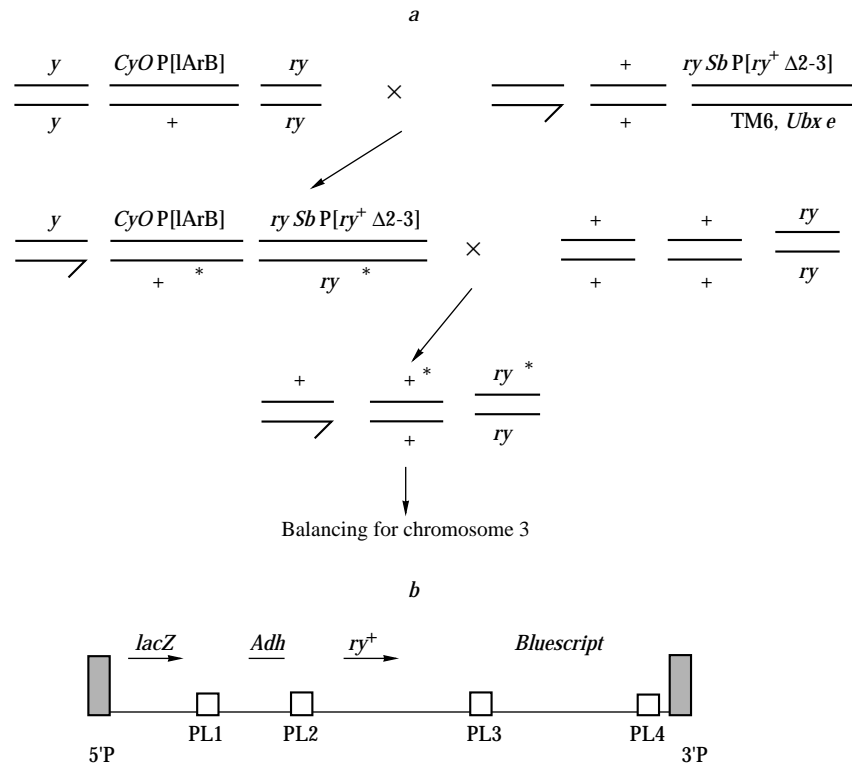 a
y CyO P[lArB] ry + ry Sb P[ry+ Δ2-3]
×
y + ry + TM6, Ubx e
y CyO P[lArB] ry Sb P[ry+ Δ2-3] + + ry
×
+ * ry * + + ry
+ + * ry *
+ ry
Balancing for chromosome 3
b
lacZ Adh ry+ Bluescript
PL1 PL2 PL3 PL4
5'P 3'P